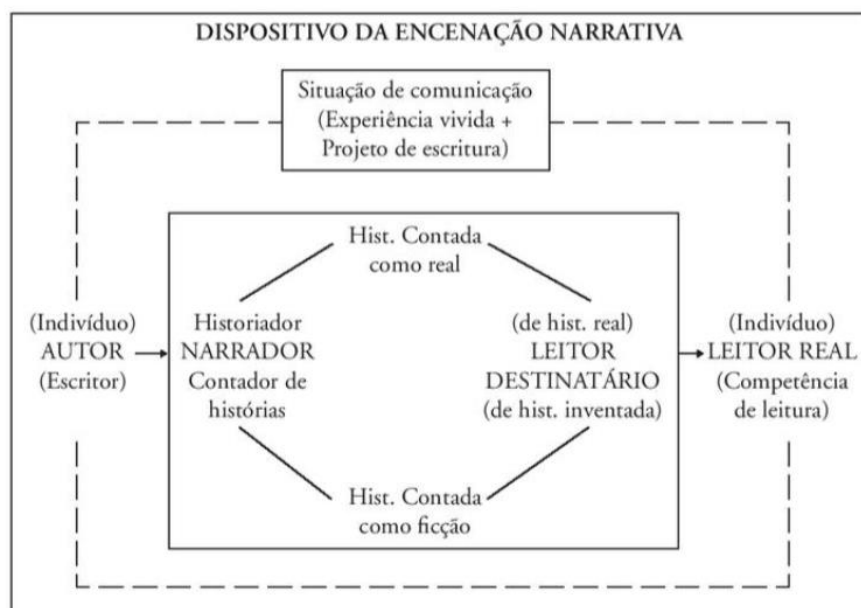 DISPOSITIVO DA ENCENAÇÃO NARRATIVA
Situação de comunicação
(Experiência vivida +
Projeto de escritura)
Hist. Contada
como real
(Indivíduo)
AUTOR
(Escritor)
Historiador
NARRADOR
Contador de
histórias
(de hist. real)
LEITOR
DESTINATÁRIO
(de hist. inventada)
(Indivíduo)
LEITOR REAL
(Competência
de leitura)
Hist. Contada
como ficção